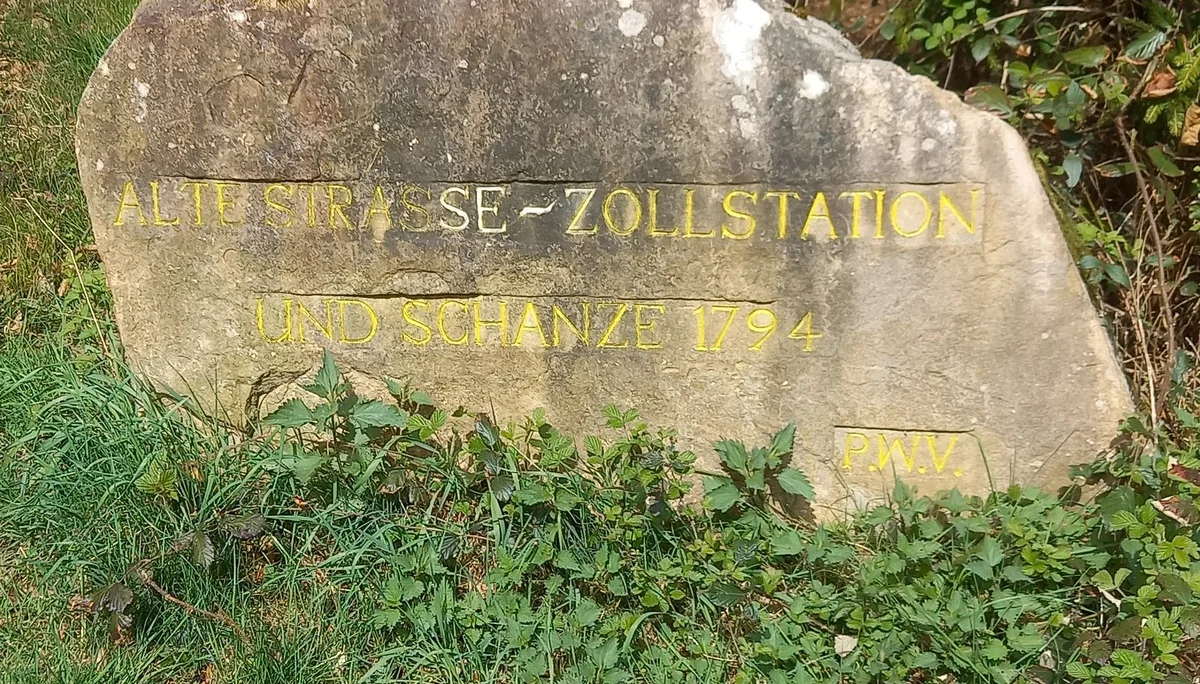 ALTE STRASSE ~ ZOLLSTATION
UND SCHANZE 1794
P.W.V.